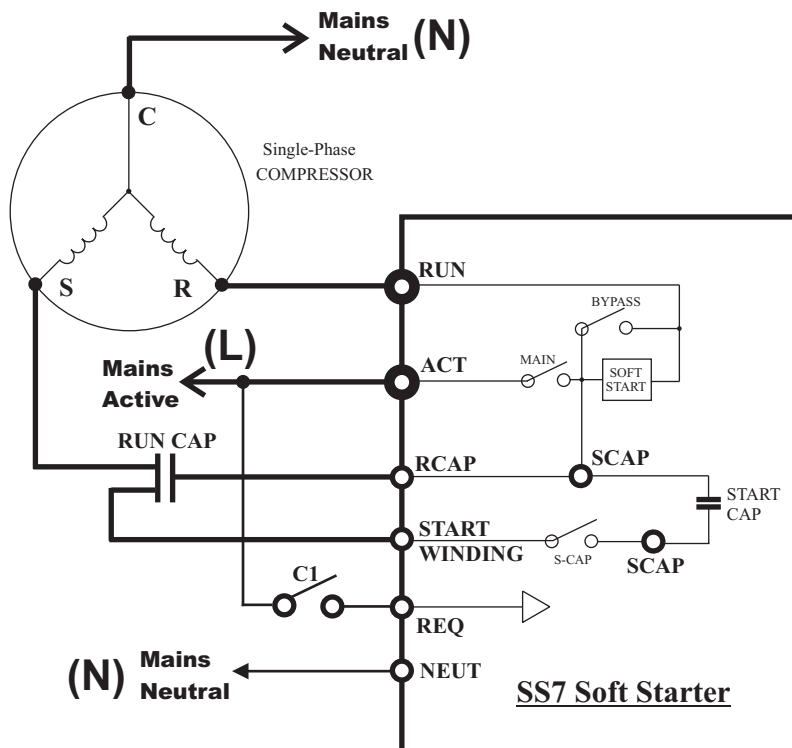 Mains
Neutral (N)
C
Single-Phase
COMPRESSOR
S
R
RUN
BYPASS
(L)
Mains
Active
ACT
MAIN
SOFT
START
RUN CAP
RCAP
SCAP
START
CAP
START
WINDING
S-CAP
SCAP
C1
REQ
(N) Mains
Neutral
NEUT
SS7 Soft Starter